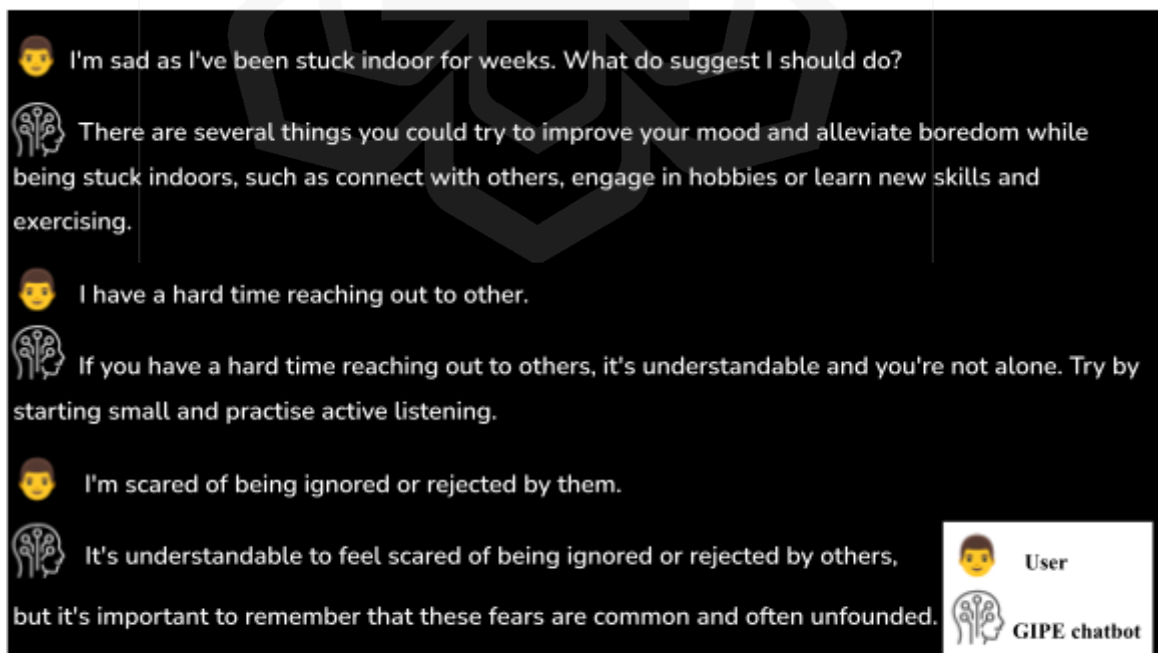 I'm sad as I've been stuck indoor for weeks. What do suggest I should do?
There are several things you could try to improve your mood and alleviate boredom while
being stuck indoors, such as connect with others, engage in hobbies or learn new skills and
exercising.
I have a hard time reaching out to other.
If you have a hard time reaching out to others, it's understandable and you're not alone. Try by
starting small and practise active listening.
I'm scared of being ignored or rejected by them.
It's understandable to feel scared of being ignored or rejected by others,
but it's important to remember that these fears are common and often unfounded.
User
GIPE chatbot